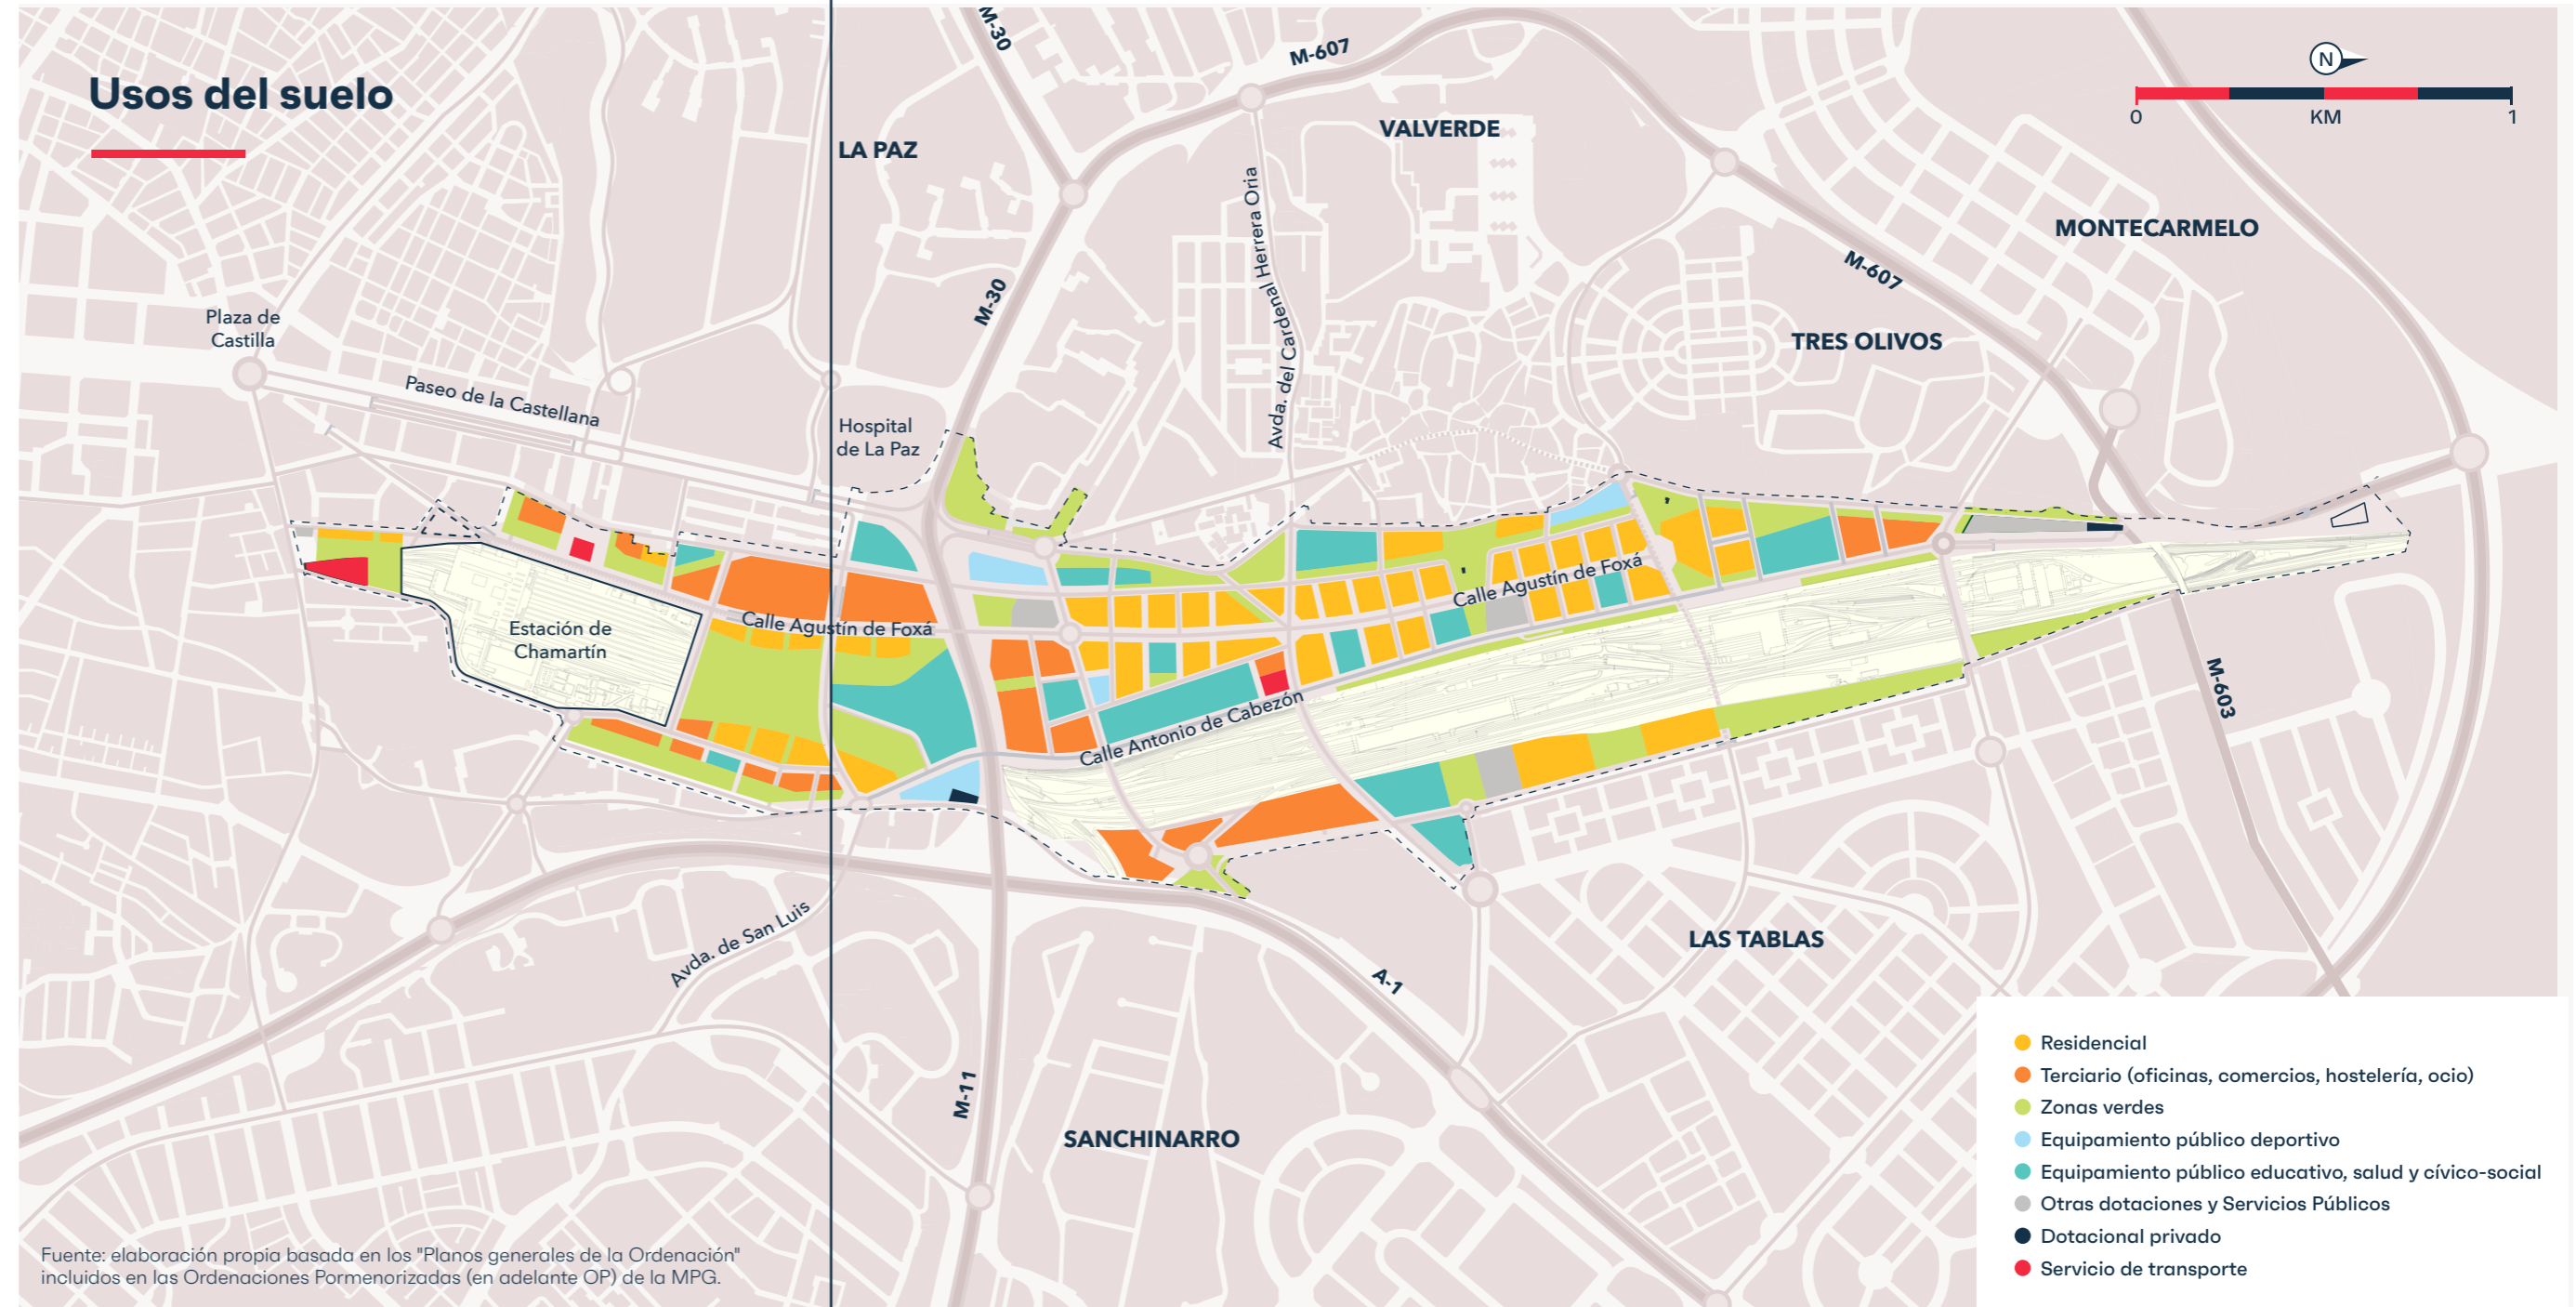 Usos del suelo
M-30
M-607
LA PAZ
VALVERDE
N
0
KM
1
MONTECARMELO
Avda. del Cardenal Herrera Oria
M-30
M-607
Plaza de
Castilla
TRES OLIVOS
Paseo de la Castellana
Hospital
de La Paz
Calle Agustín de Foxá
Calle Agustín de Foxá
Estación de
Chamartín
Calle Antonio de Cabezón
M-603
Avda. de San Luis
A-1
LAS TABLAS
M-11
SANCHINARRO
Residencial
Terciario (oficinas, comercios, hostelería, ocio)
Zonas verdes
Equipamiento público deportivo
Equipamiento público educativo, salud y cívico-social
Otras dotaciones y Servicios Públicos
Dotacional privado
Servicio de transporte
Fuente: elaboración propia basada en los "Planos generales de la Ordenación"
incluidos en las Ordenaciones Pormenorizadas (en adelante OP) de la MPG.